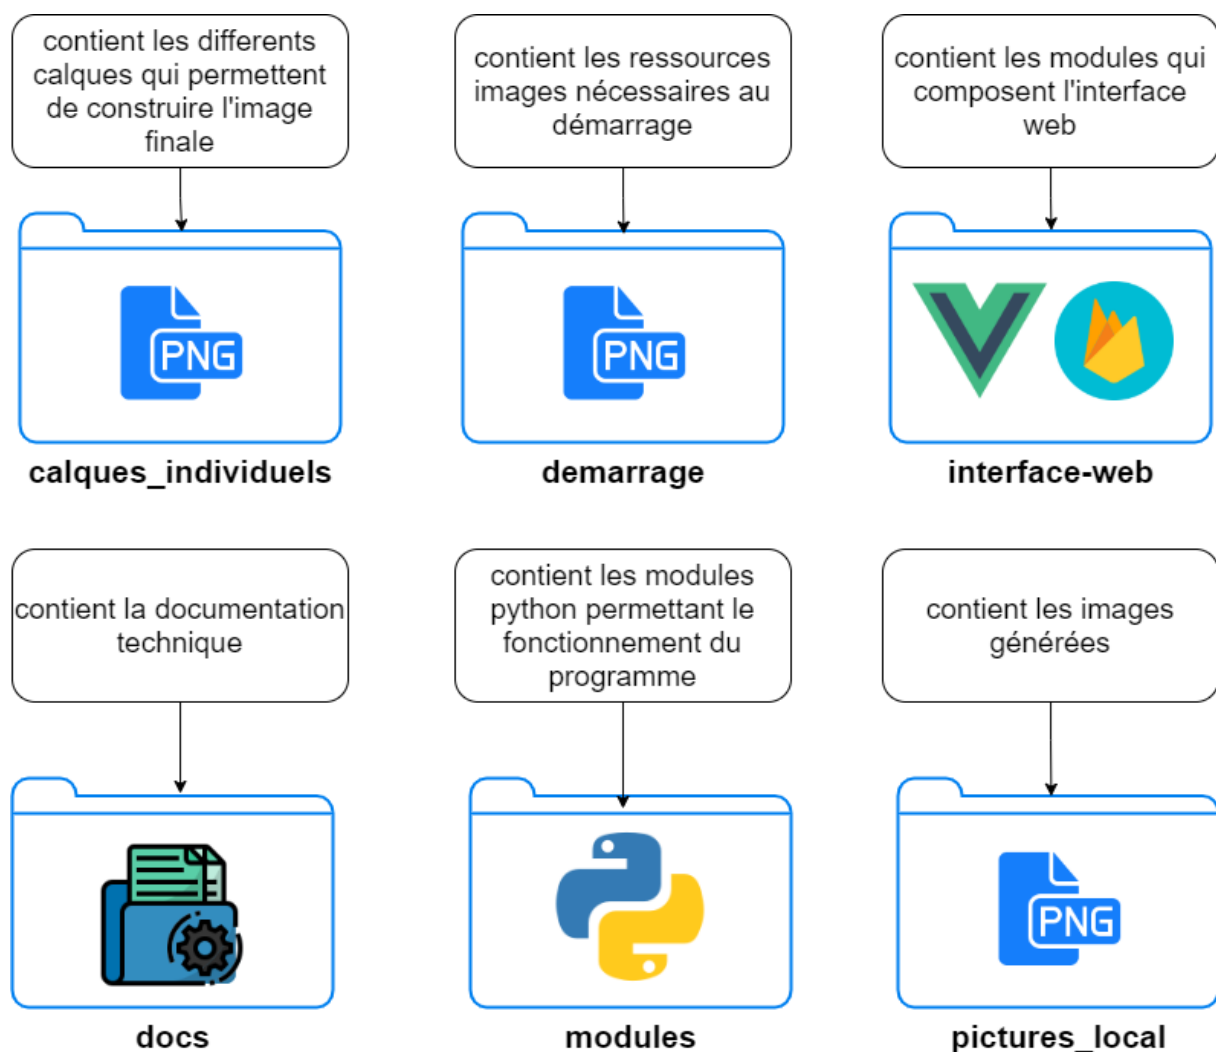 contient les differents
calques qui permettent
de construire l'image
finale
contient les ressources
images nécessaires au
démarrage
contient les modules qui
composent l'interface
web
PNG
PNG
calques_individuels
demarrage
interface-web
contient la documentation
technique
contient les modules
python permettant le
fonctionnement du
programme
contient les images
générées
PNG
docs
modules
pictures_local